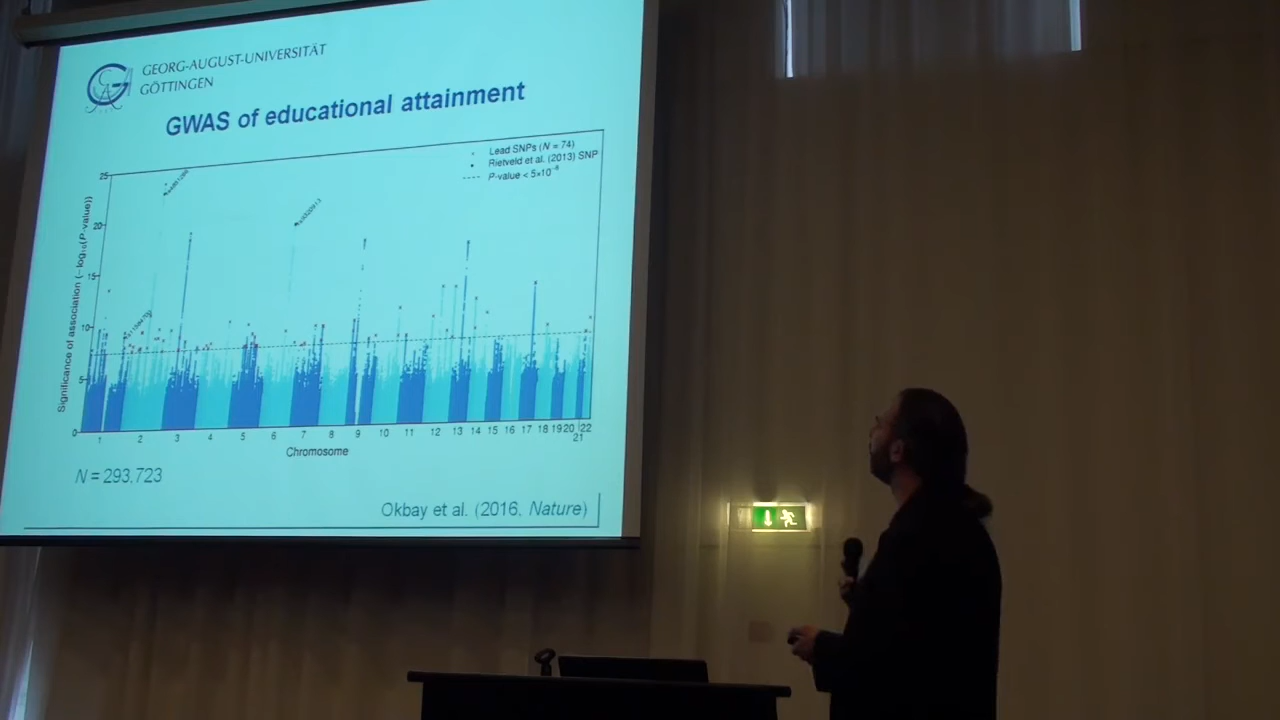 GEORG-AUGUST-UNIVERSITÄT
GÖTTINGEN
GWAS of educational attainment
Lead SNPs (N = 74)
Rietveld et al. (2013) SNP
P-value < 5×10⁻⁸
Significance of association (−log₁₀(P-value))
25
20
15
10
5
0
1 2 3 4 5 6 7 8 9 10 11 12 13 14 15 16 17 18 19 20 21 22
Chromosome
N = 293.723
Okbay et al. (2016, Nature)